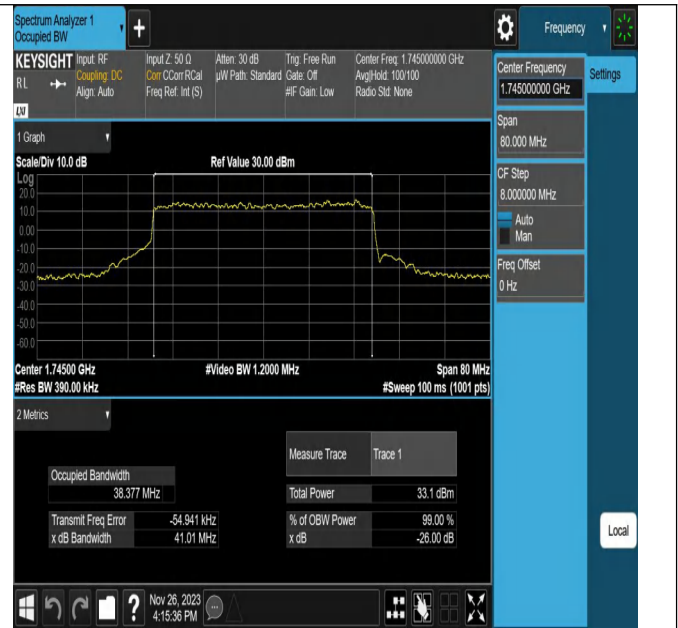 Spectrum Analyzer 1
Occupied BW
+
Frequency
KEYSIGHT
RL
Input: RF
Coupling: DC
Align: Auto
Input Z: 50 Ω
Corr CCorr RCal
Freq Ref: Int (S)
Atten: 30 dB
µW Path: Standard
Trig: Free Run
Gate: Off
#IF Gain: Low
Center Freq: 1.745000000 GHz
Avg|Hold: 100/100
Radio Std: None
LXI
Center Frequency
1.745000000 GHz
Settings
Span
80.000 MHz
CF Step
8.000000 MHz
Auto
Man
Freq Offset
0 Hz
1 Graph
Scale/Div 10.0 dB
Ref Value 30.00 dBm
Log
20.0
10.0
0.00
-10.0
-20.0
-30.0
-40.0
-50.0
-60.0
Center 1.74500 GHz
#Video BW 1.2000 MHz
Span 80 MHz
#Res BW 390.00 kHz
#Sweep 100 ms (1001 pts)
2 Metrics
Measure Trace
Trace 1
Occupied Bandwidth
38.377 MHz
Total Power
33.1 dBm
Transmit Freq Error
-54.941 kHz
% of OBW Power
99.00 %
x dB Bandwidth
41.01 MHz
x dB
-26.00 dB
Local
?
Nov 26, 2023
4:15:36 PM